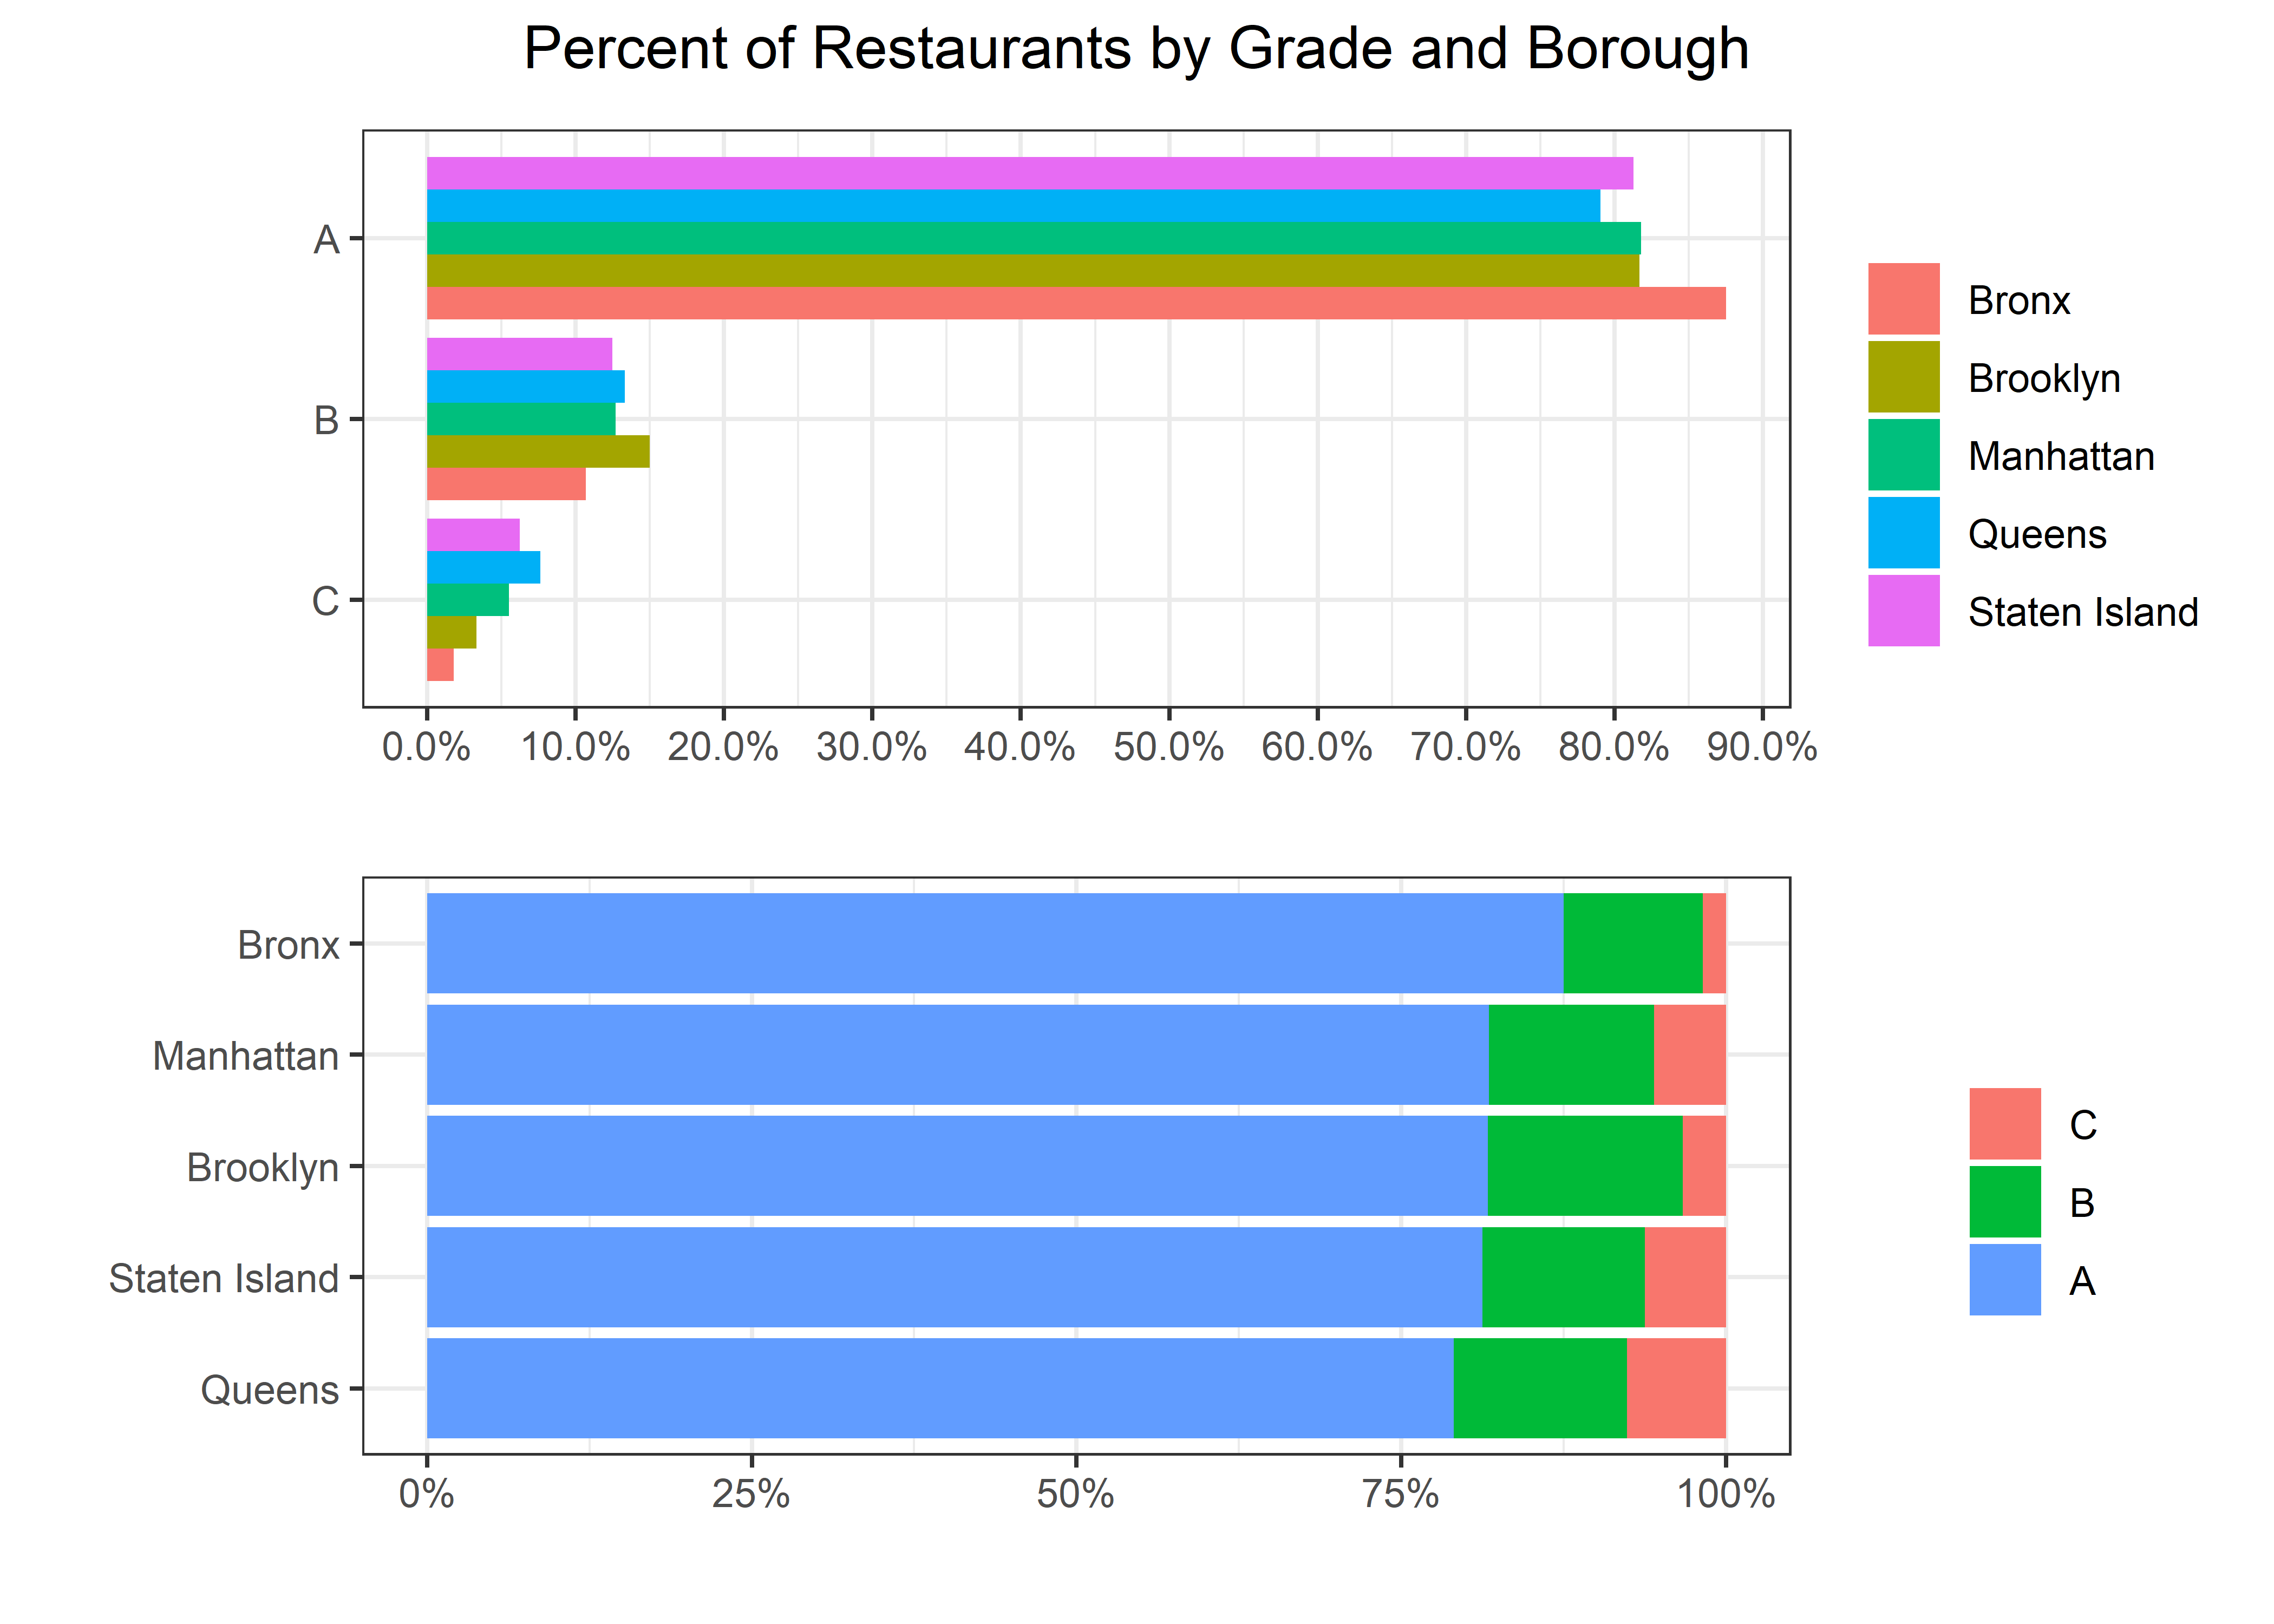 Percent of Restaurants by Grade and Borough
A
B
C
0.0% 10.0% 20.0% 30.0% 40.0% 50.0% 60.0% 70.0% 80.0% 90.0%
Bronx
Brooklyn
Manhattan
Queens
Staten Island
Bronx
Manhattan
Brooklyn
Staten Island
Queens
0% 25% 50% 75% 100%
C
B
A